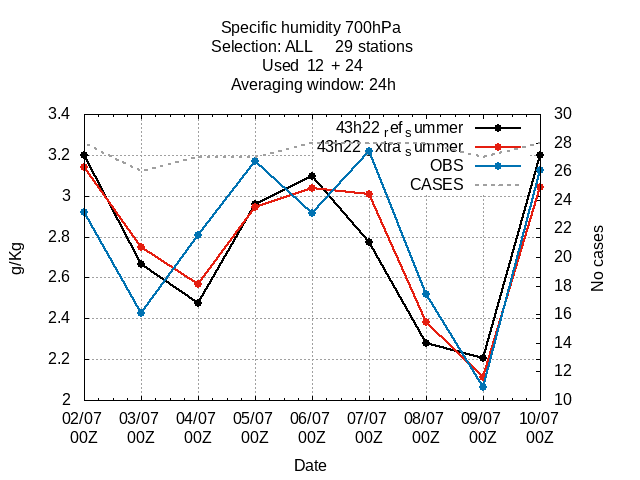 Specific humidity 700hPa
Selection: ALL 29 stations
Used 12 + 24
Averaging window: 24h
43h22 refsummer
43h22 xtrassummer
OBS
CASES
g/Kg
3.4
3.2
3
2.8
2.6
2.4
2.2
2
No cases
30
28
26
24
22
20
18
16
14
12
10
02/07 03/07 04/07 05/07 06/07 07/07 08/07 09/07 10/07
00Z 00Z 00Z 00Z 00Z 00Z 00Z 00Z 00Z
Date